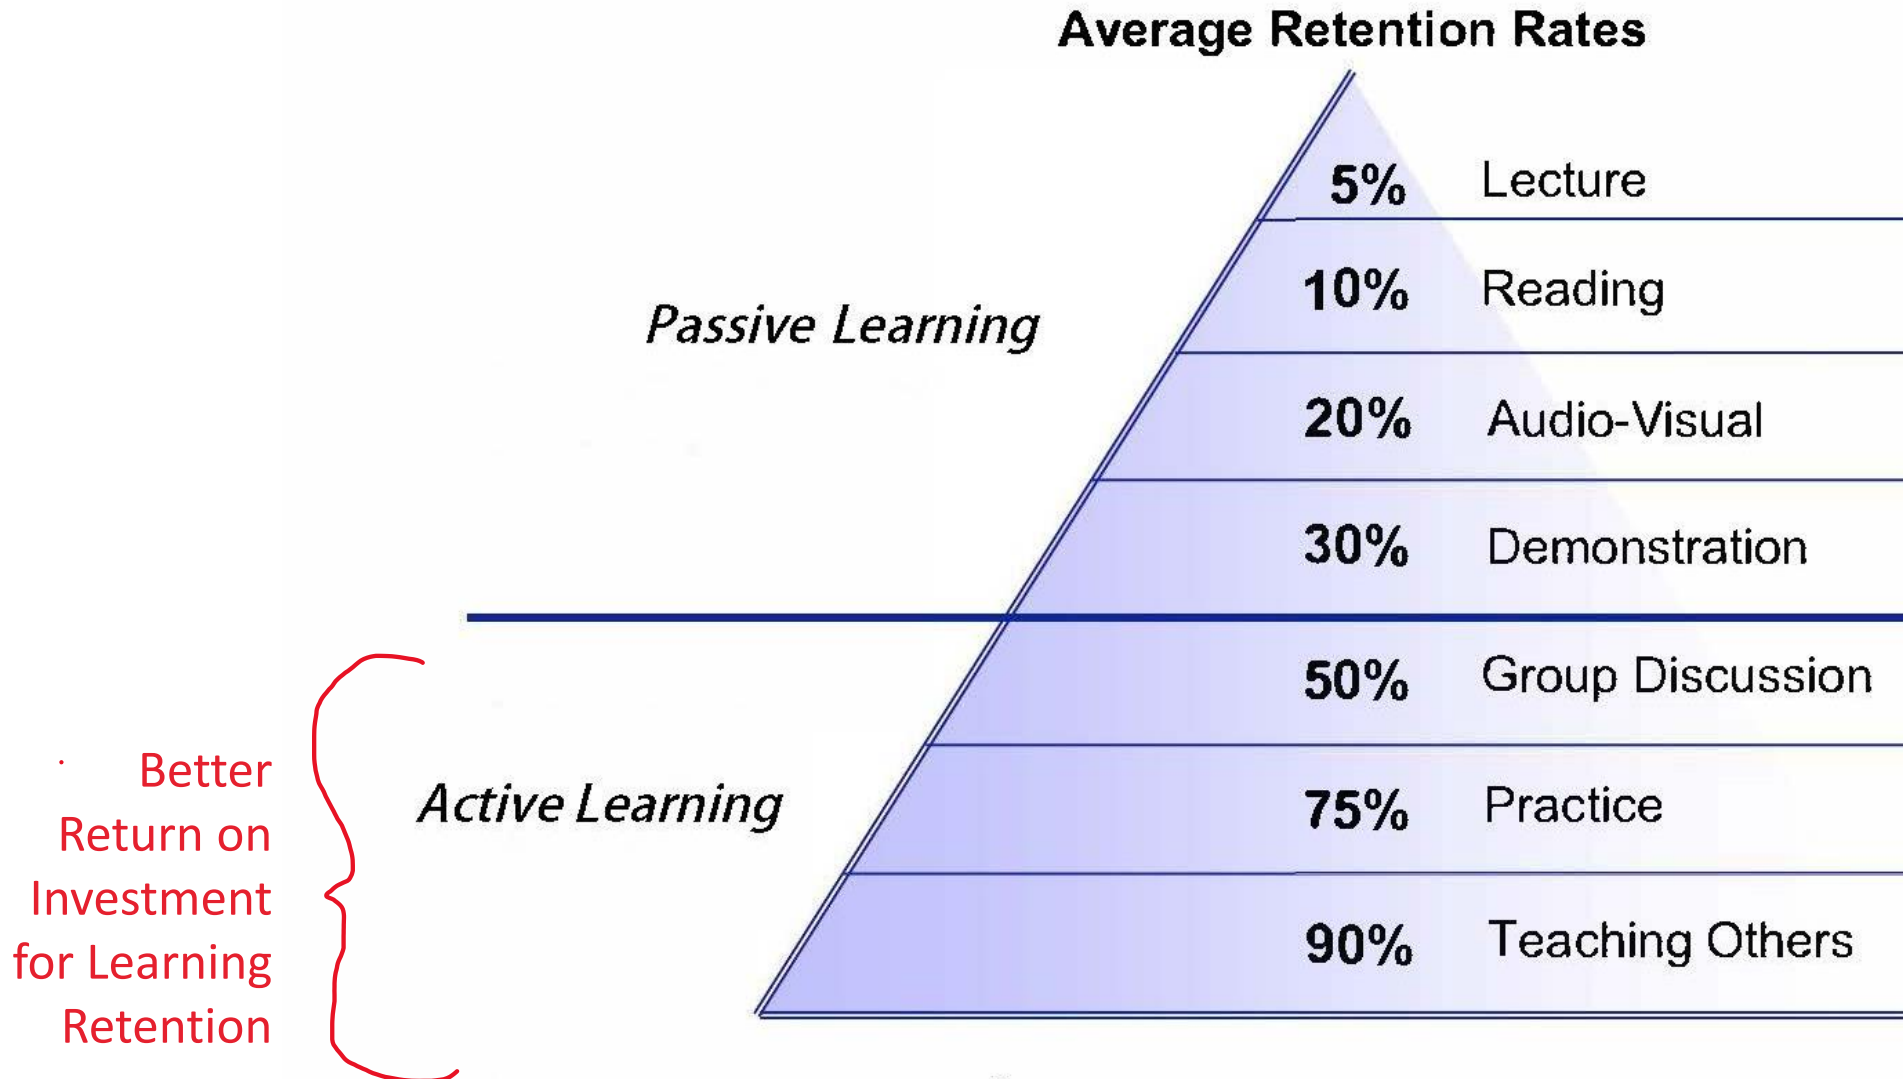 Average Retention Rates
5% Lecture
10% Reading
Passive Learning
20% Audio-Visual
30% Demonstration
50% Group Discussion
Active Learning
75% Practice
90% Teaching Others
Better
Return on
Investment
for Learning
Retention